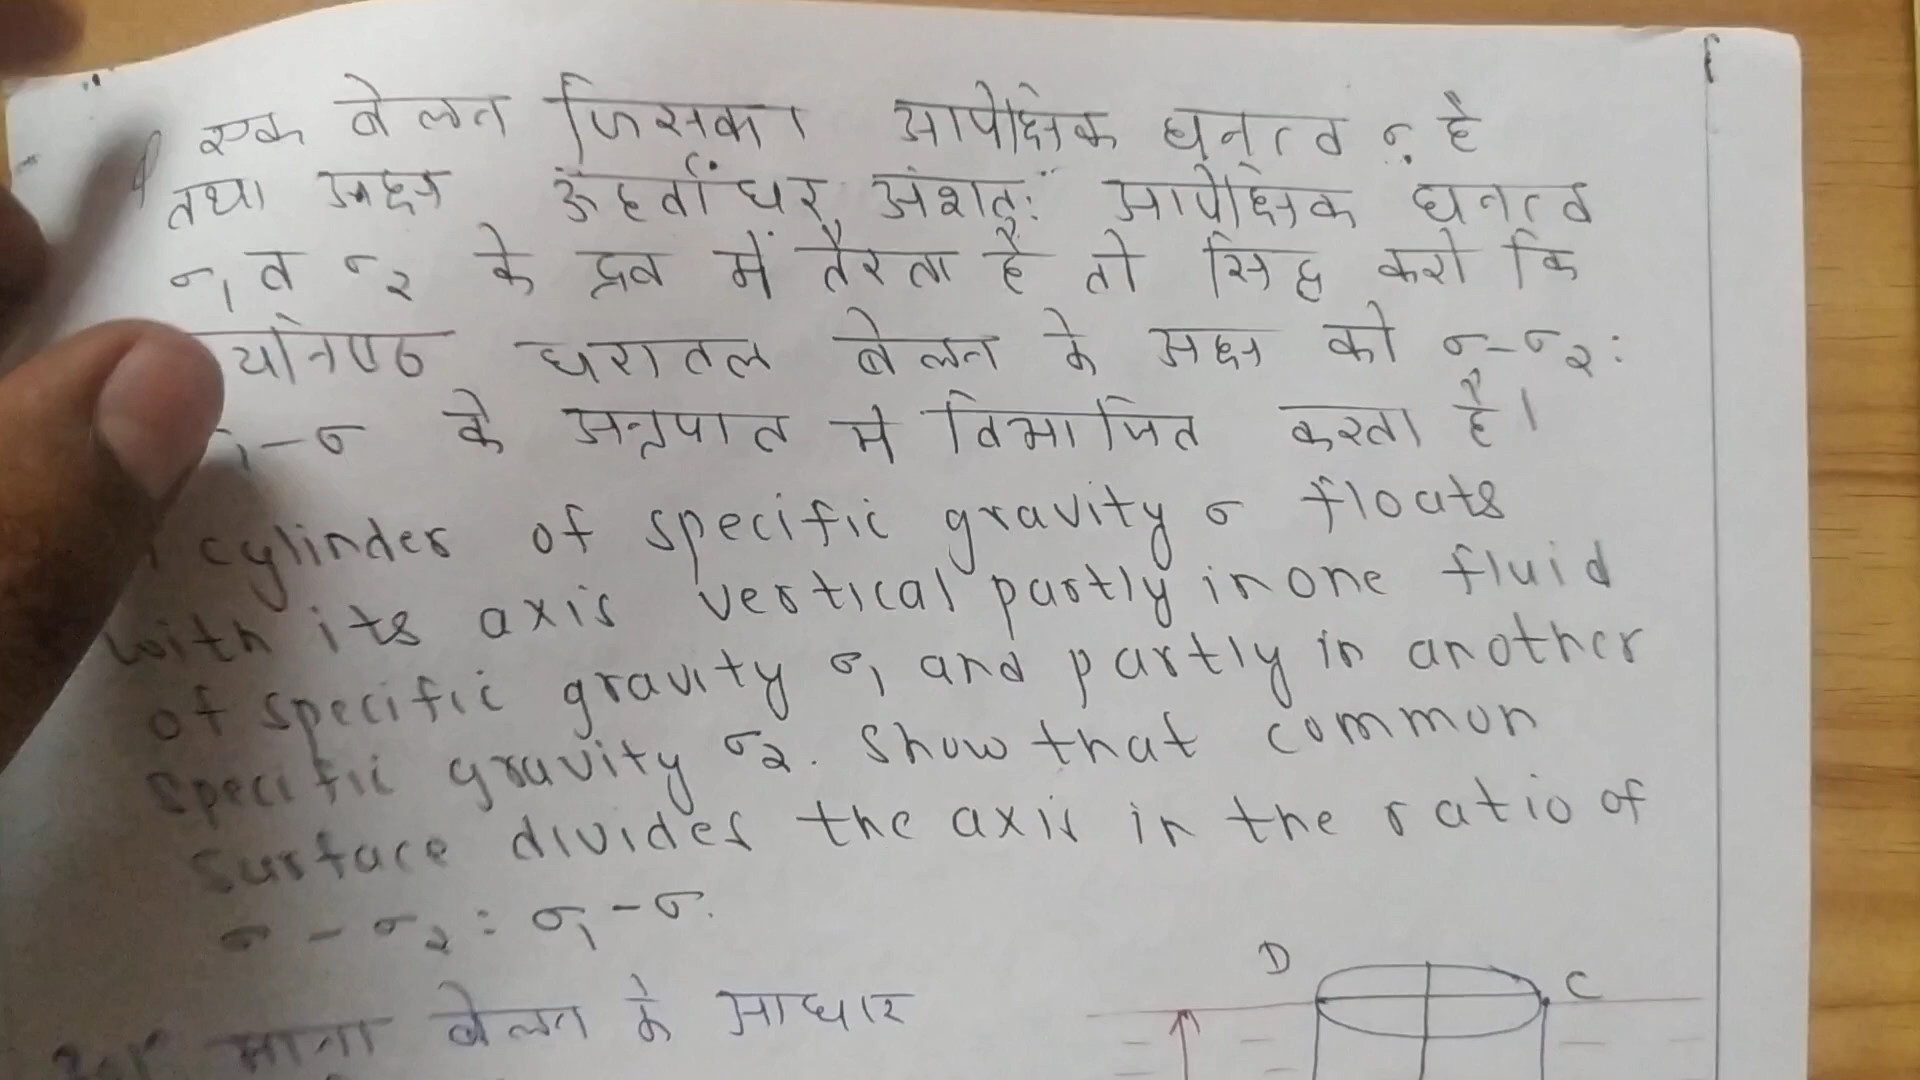 एक बेलन जिसका आपेक्षिक घनत्व σ है
तथा अक्ष ऊर्ध्वाधर, अंशतः आपेक्षिक घनत्व
σ₁ व σ₂ के द्रव में तैरता है तो सिद्ध करो कि
धरातल बेलन के अक्ष को σ-σ₂:
-σ के अनुपात में विभाजित करता है।
cylinder of specific gravity σ floats
with its axis vertical partly in one fluid
of specific gravity σ₁ and partly in another
specific gravity σ₂. show that common
surface divides the axis in the ratio of
σ-σ₂:σ₁-σ.
माना बेलन के आधार
D
C